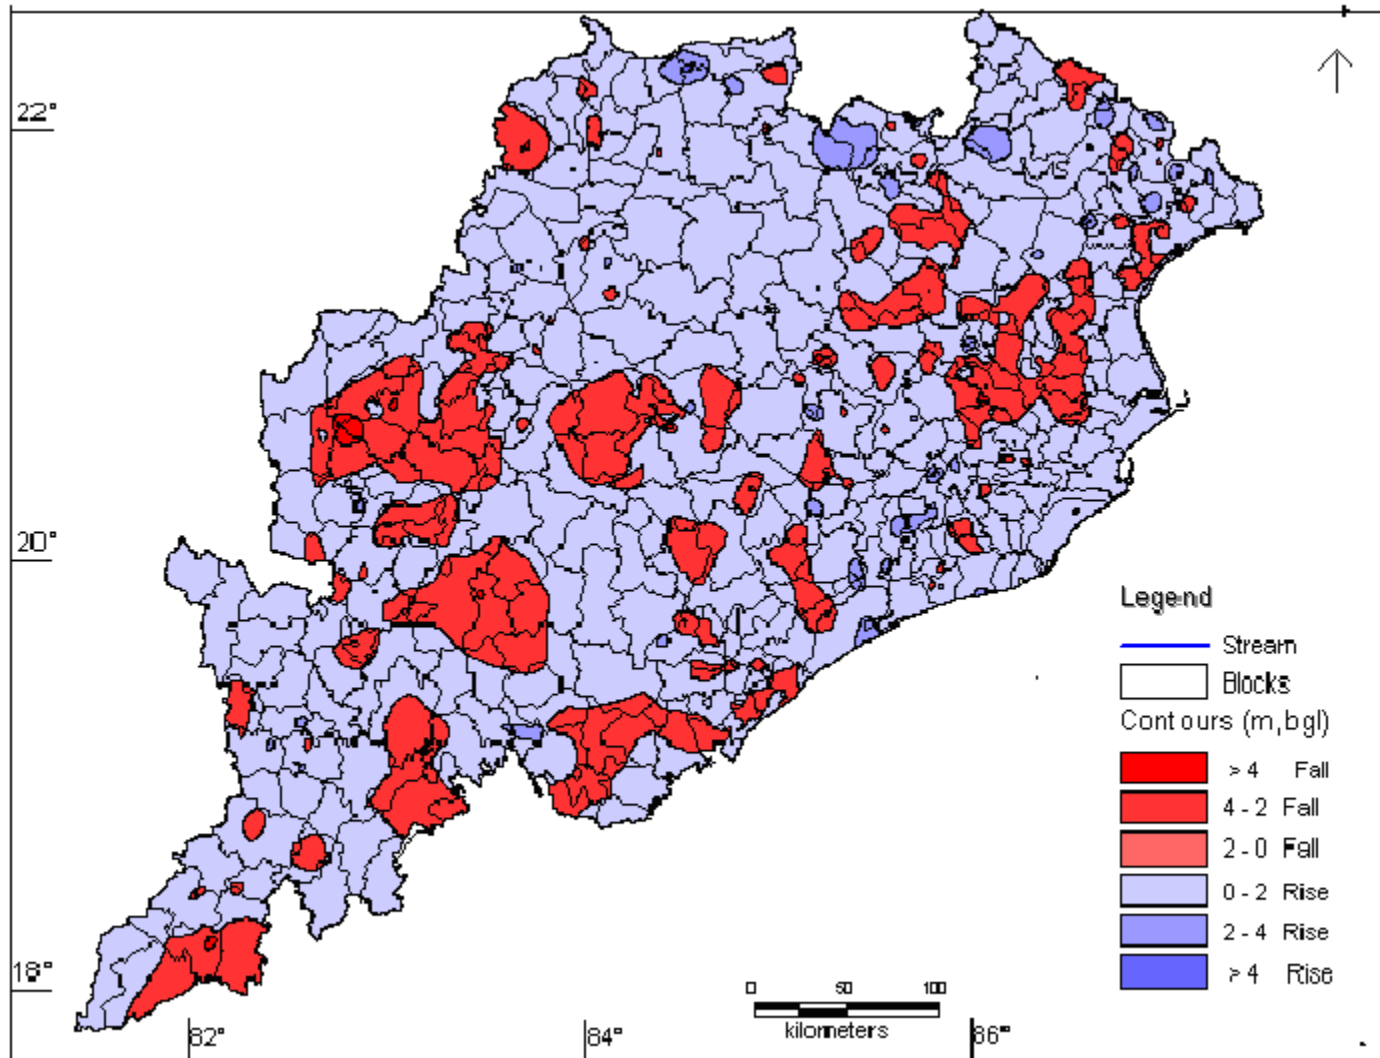 22°
20°
18°
82°
84°
86°
0 50 100
kilometers
Legend
Stream
Blocks
Contours (m,bgl)
>4 Fall
4-2 Fall
2-0 Fall
0-2 Rise
2-4 Rise
>4 Rise